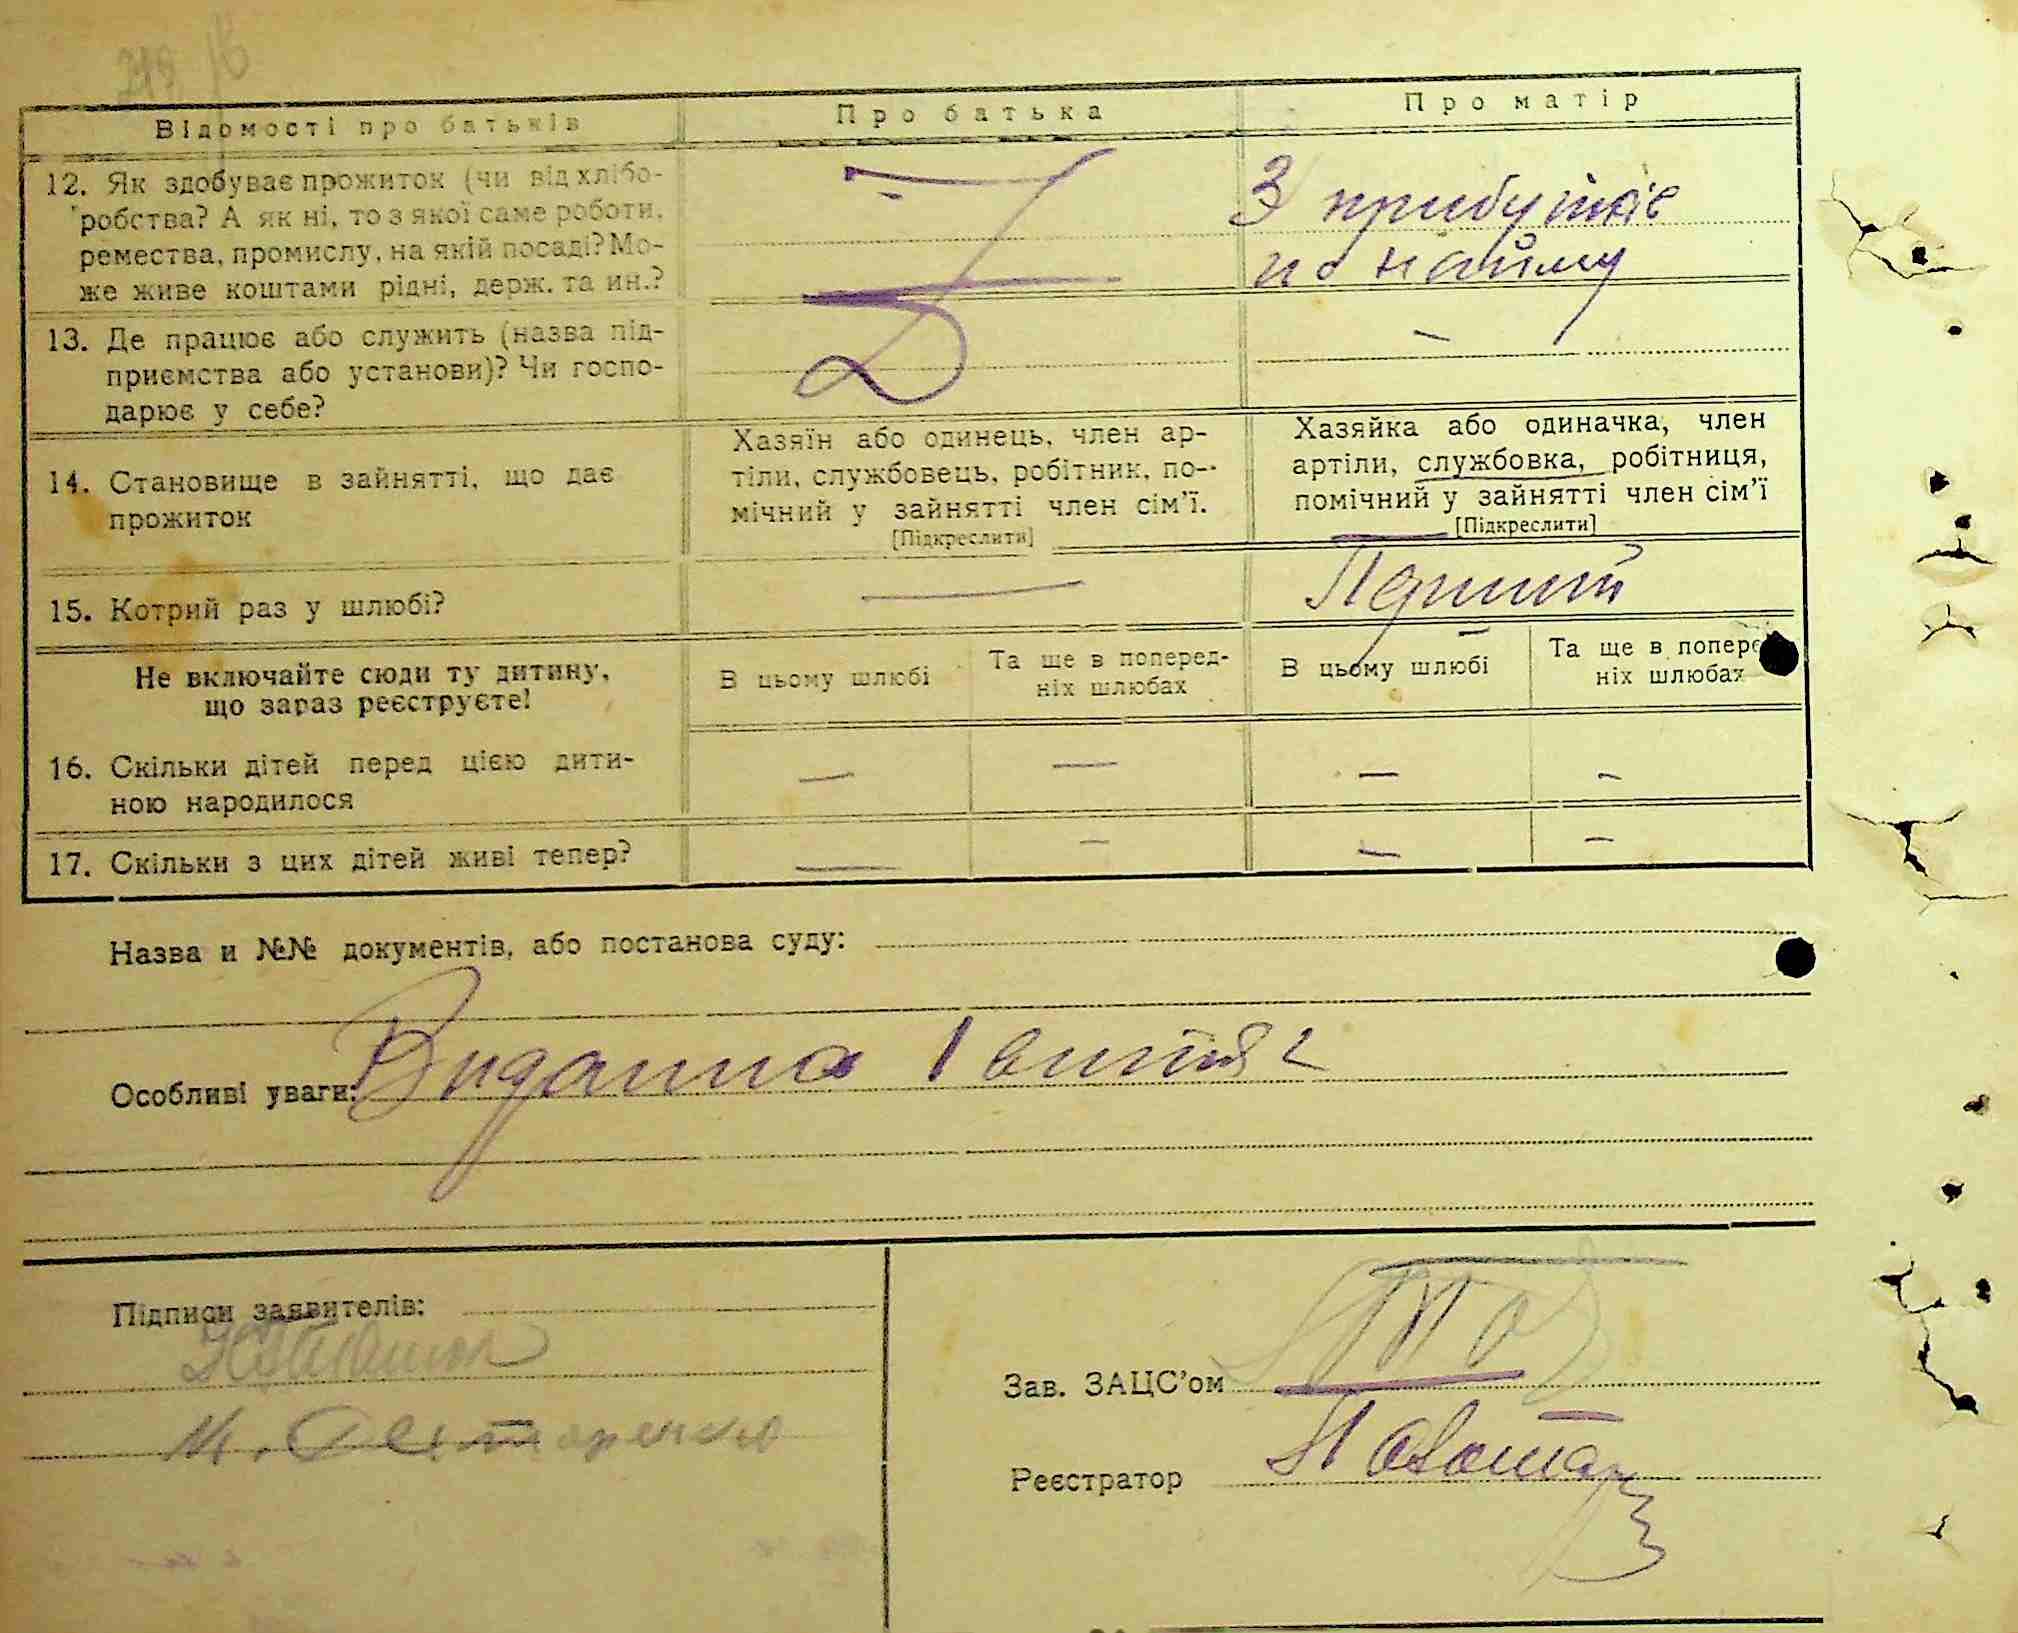 Відомості про батьків
Про батька
Про матір
12. Як здобуває прожиток (чи від хлібо-
робства? А як ні, то з якої саме роботи,
ремества, промислу, на якій посаді? Мо-
же живе коштами рідні, держ. та ин.?
З прибутків
по найму
13. Де працює або служить (назва під-
приємства або установи)? Чи госпо-
дарює у себе?
–
14. Становище в зайнятті, що дає
прожиток
Хазяїн або одинець, член ар-
тіли, службовець, робітник, по-
мічний у зайнятті член сім’ї.
[Підкреслити]
Хазяйка або одиначка, член
артіли, службовка, робітниця,
помічний у зайнятті член сім’ї
[Підкреслити]
15. Котрий раз у шлюбі?
—
Перший
Не включайте сюди ту дитину,
що зараз реєструєте!
В цьому шлюбі
Та ще в поперед-
ніх шлюбах
В цьому шлюбі
Та ще в попере
ніх шлюбах
16. Скільки дітей перед цією дити-
ною народилося
— — — –
17. Скільки з цих дітей живі тепер?
— – – –
Назва и №№ документів, або постанова суду:
Особливі уваги: Видання 1 витяг
Підписи заявителів:
Зав. ЗАЦС’ом
Реєстратор